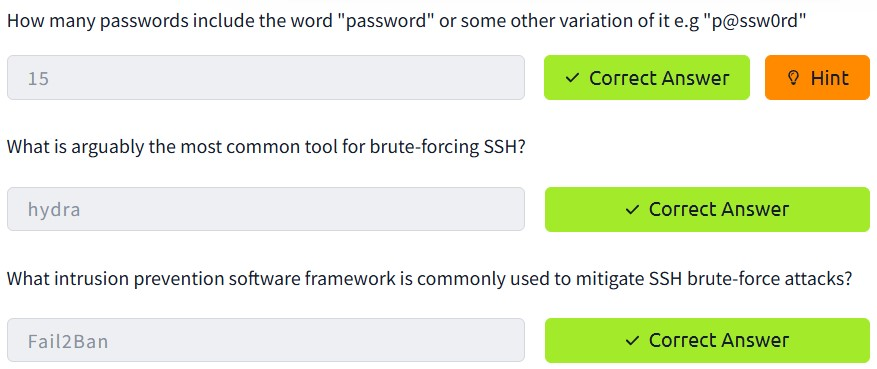 How many passwords include the word "password" or some other variation of it e.g "p@ssw0rd"
15
Correct Answer
Hint
What is arguably the most common tool for brute-forcing SSH?
hydra
Correct Answer
What intrusion prevention software framework is commonly used to mitigate SSH brute-force attacks?
Fail2Ban
Correct Answer